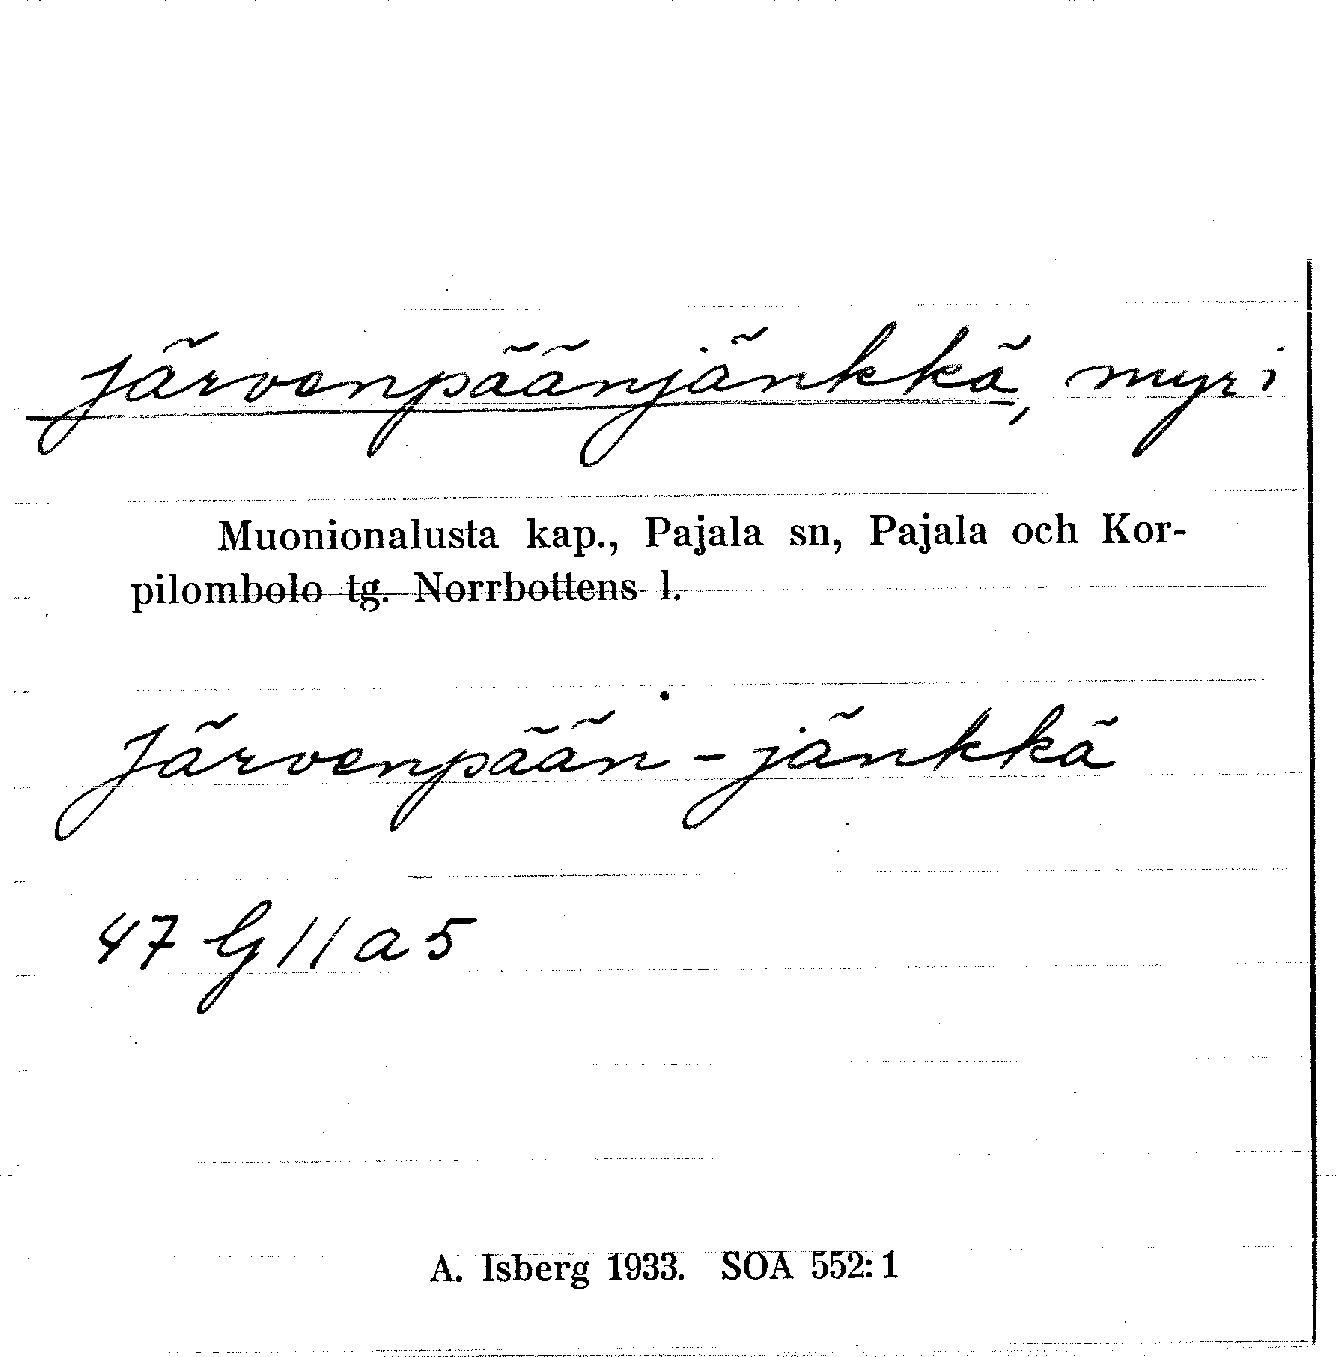 Järvenpäänjänkkä, myr i
Muonionalusta kap., Pajala sn, Pajala och Kor-
pilombolo tg. Norrbottens l.
Järvenpään - jänkkä
47 G 11 a 5
A. Isberg 1933. SOA 552:1